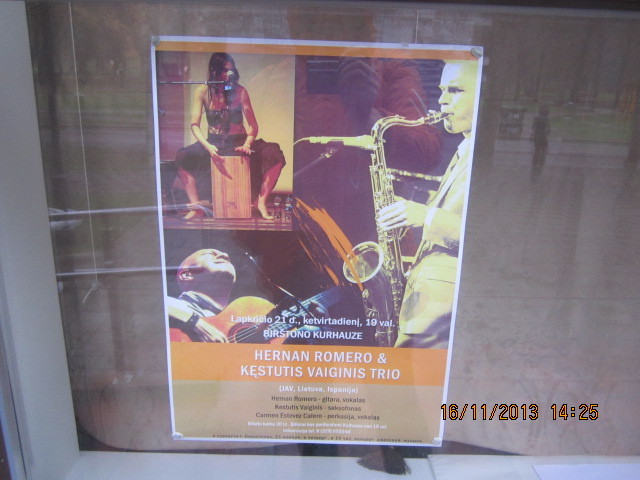 Lapkričio 21 d., ketvirtadienį, 19 val.
BIRŠTONO KURHAUZE
HERNAN ROMERO &
KĘSTUTIS VAIGINIS TRIO
(JAV, Lietuva, Ispanija)
Hernan Romero - gitara, vokalas
Kęstutis Vaiginis - saksofonas
Carmen Estevez Calero - perkusija, vokalas
16/11/2013 14:25